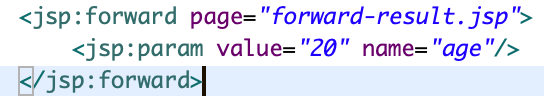 <jsp:forward page="forward-result.jsp">
    <jsp:param value="20" name="age"/>
</jsp:forward>